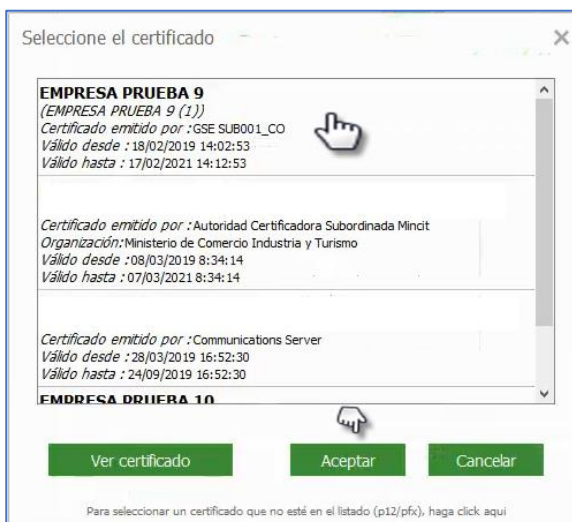 Seleccione el certificado
EMPRESA PRUEBA 9
(EMPRESA PRUEBA 9 (1))
Certificado emitido por :GSE SUB001_CO
Válido desde : 18/02/2019 14:02:53
Válido hasta : 17/02/2021 14:12:53
Certificado emitido por :Autoridad Certificadora Subordinada Mincit
Organización:Ministerio de Comercio Industria y Turismo
Válido desde : 08/03/2019 8:34:14
Válido hasta : 07/03/2021 8:34:14
Certificado emitido por :Communications Server
Válido desde : 28/03/2019 16:52:30
Válido hasta : 24/09/2019 16:52:30
EMPRESA PRUEBA 10
Ver certificado Aceptar Cancelar
Para seleccionar un certificado que no esté en el listado (p12/pfx), haga click aqui